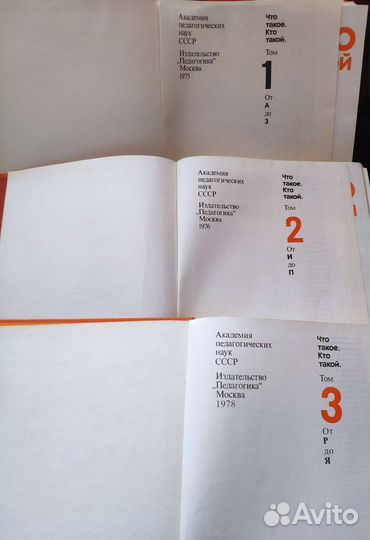 Академия
педагогических
наук
СССР
Издательство
„Педагогика“
Москва
1975
Что
такое.
Кто
такой.
Том
1
От
А
до
З
Академия
педагогических
наук
СССР
Издательство
„Педагогика“
Москва
1976
Что
такое.
Кто
такой.
Том
2
От
И
до
П
Академия
педагогических
наук
СССР
Издательство
„Педагогика“
Москва
1978
Что
такое.
Кто
такой.
Том
3
От
Р
до
Я
Avito